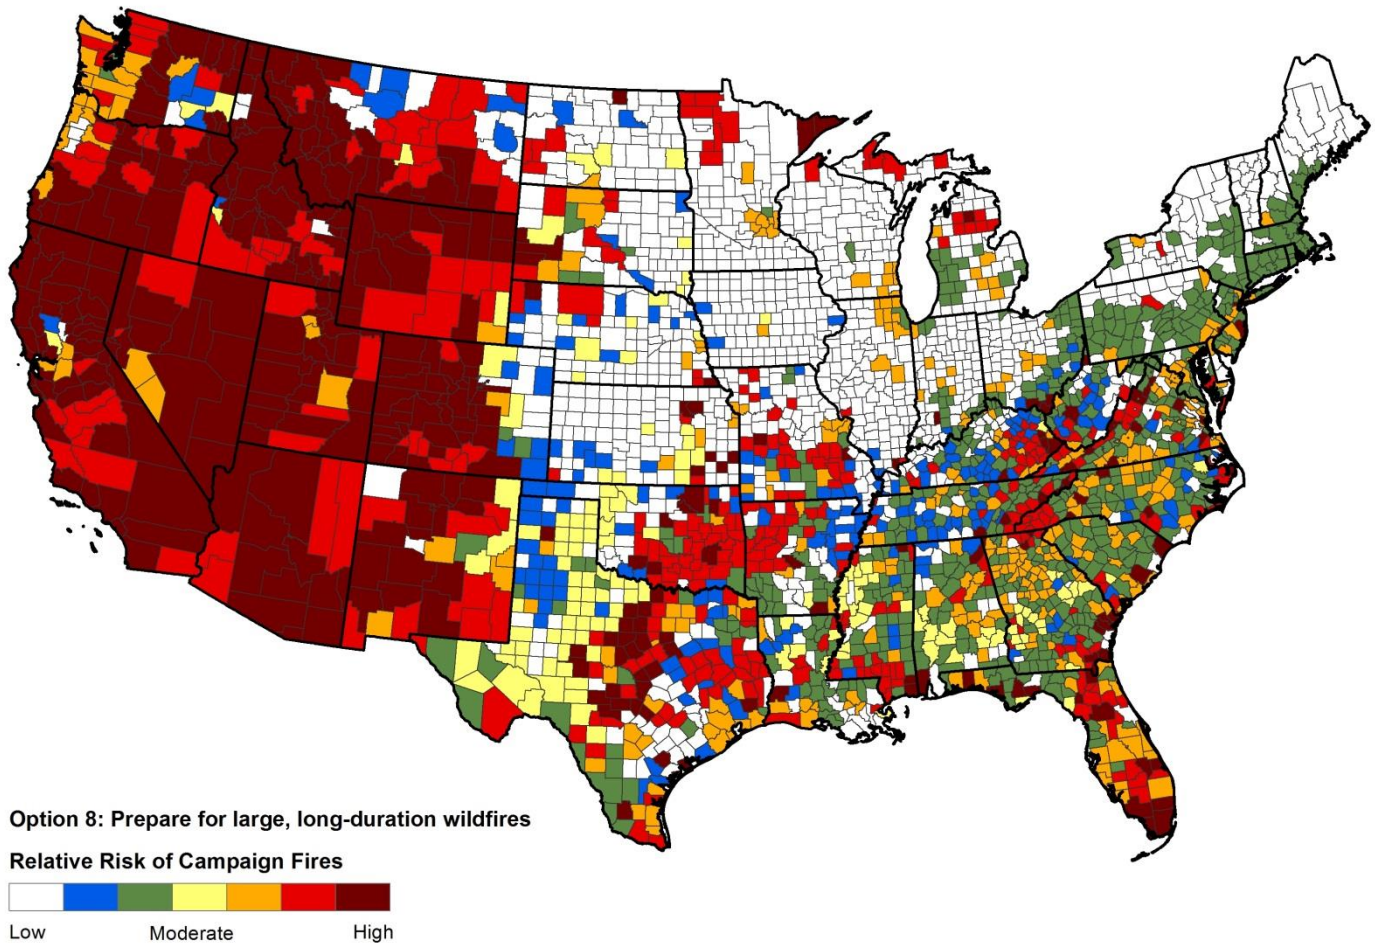 Option 8: Prepare for large, long-duration wildfires
Relative Risk of Campaign Fires
Low Moderate High